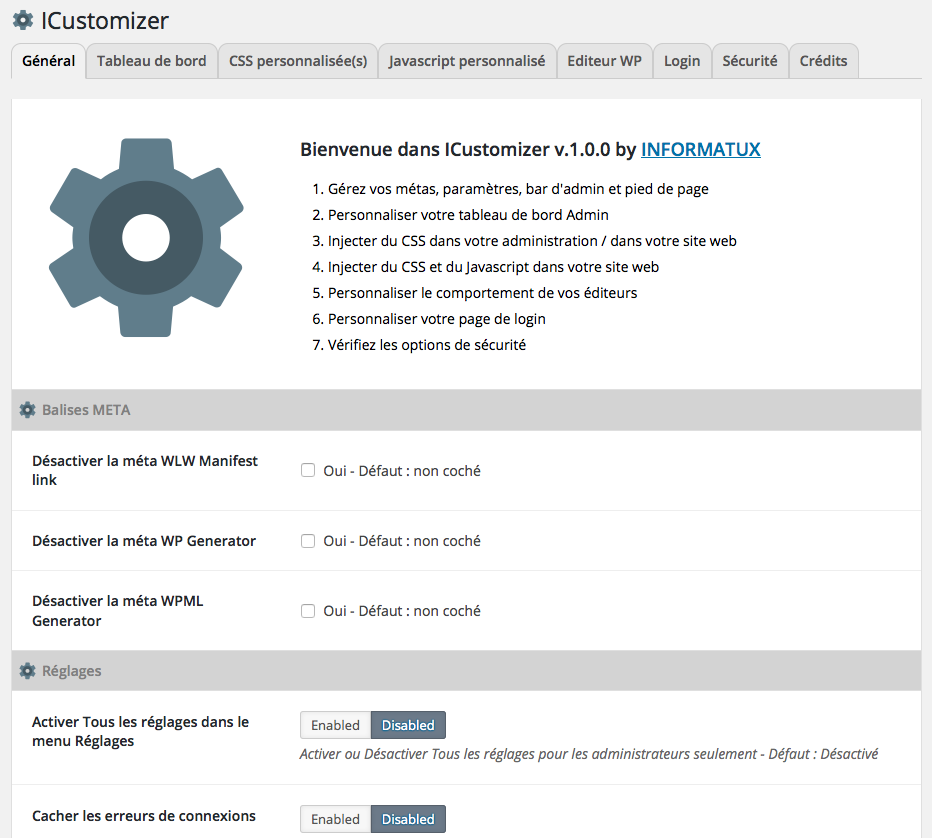 ICustomizer
Général
Tableau de bord
CSS personnalisée(s)
Javascript personnalisé
Editeur WP
Login
Sécurité
Crédits
Bienvenue dans ICustomizer v.1.0.0 by INFORMATUX
1. Gérez vos métas, paramètres, bar d'admin et pied de page
2. Personnaliser votre tableau de bord Admin
3. Injecter du CSS dans votre administration / dans votre site web
4. Injecter du CSS et du Javascript dans votre site web
5. Personnaliser le comportement de vos éditeurs
6. Personnaliser votre page de login
7. Vérifiez les options de sécurité
Balises META
Désactiver la méta WLW Manifest
link
Oui - Défaut : non coché
Désactiver la méta WP Generator
Oui - Défaut : non coché
Désactiver la méta WPML
Generator
Oui - Défaut : non coché
Réglages
Activer Tous les réglages dans le
menu Réglages
Enabled Disabled
Activer ou Désactiver Tous les réglages pour les administrateurs seulement - Défaut : Désactivé
Cacher les erreurs de connexions
Enabled Disabled